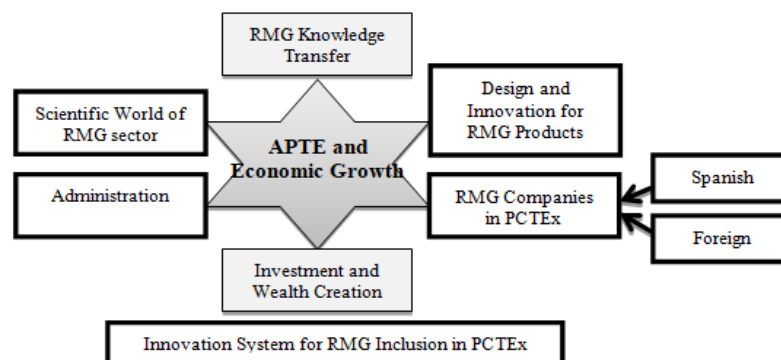 RMG Knowledge
Transfer
Scientific World of
RMG sector
Design and
Innovation for
RMG Products
APTE and
Economic Growth
Administration
RMG Companies
in PCTEx
Spanish
Foreign
Investment and
Wealth Creation
Innovation System for RMG Inclusion in PCTEx